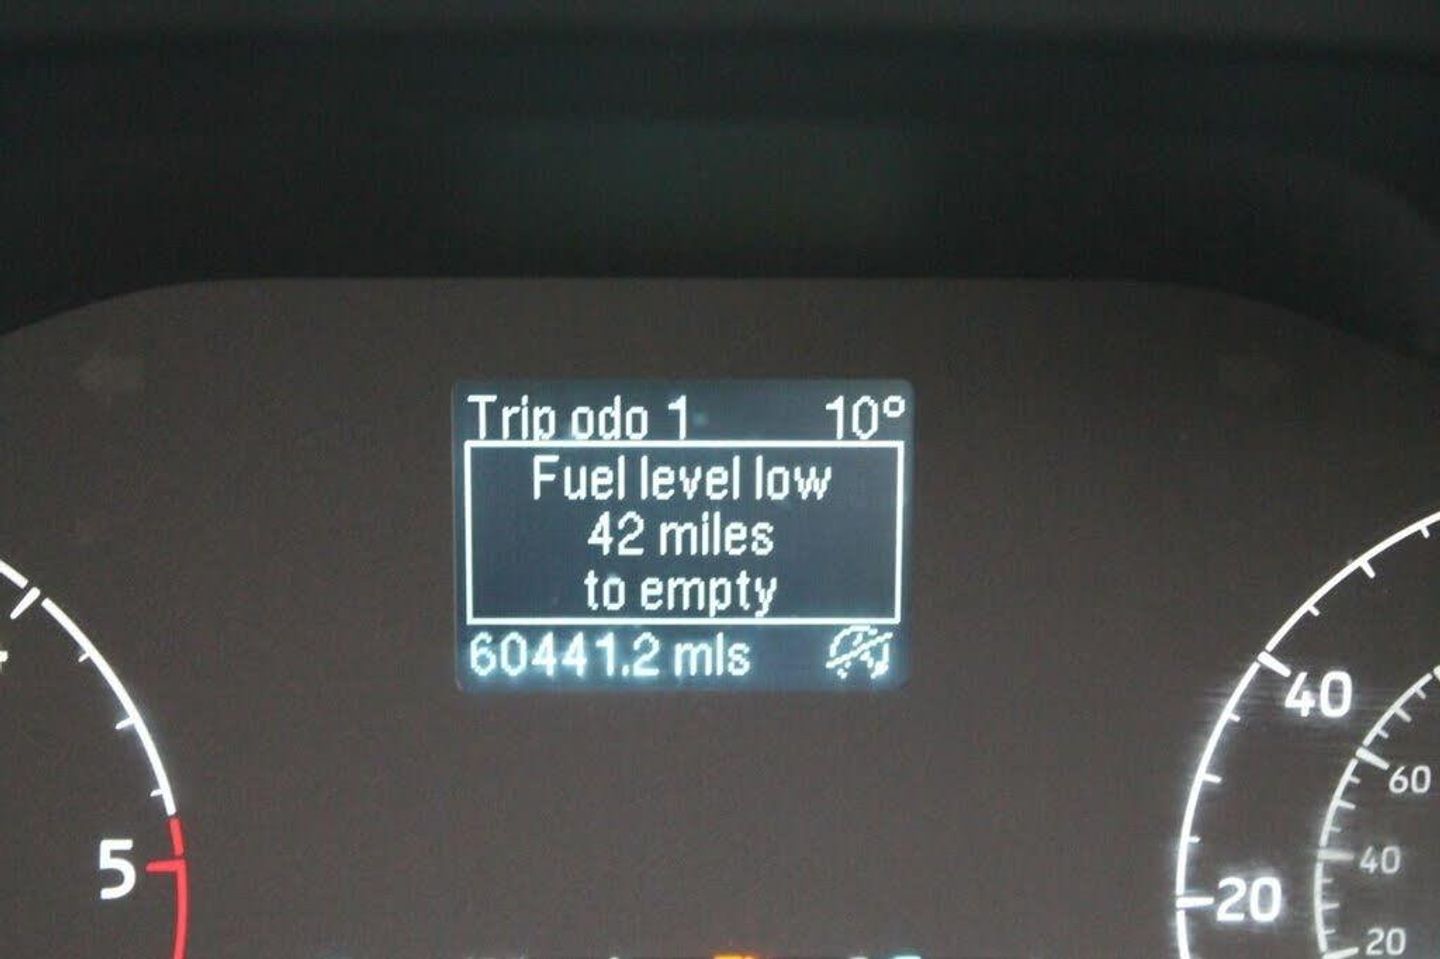 Trip odo 1 10°
Fuel level low
42 miles
to empty
60441.2 mls
5
40
20
60
40
20